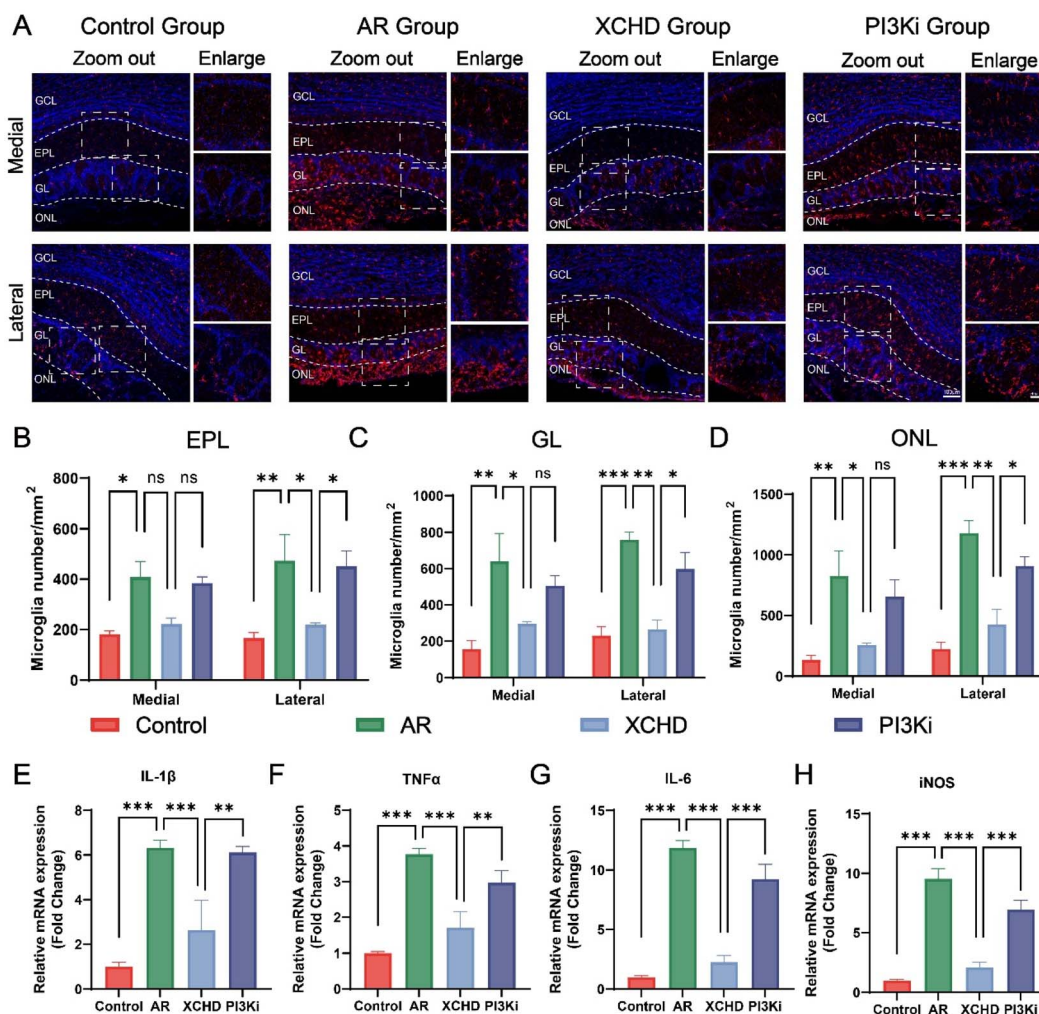 A
Control Group AR Group XCHD Group PI3Ki Group
Zoom out Enlarge Zoom out Enlarge Zoom out Enlarge Zoom out Enlarge
Medial
GCL GCL GCL GCL
EPL EPL EPL EPL
GL GL GL GL
ONL ONL ONL ONL
Lateral
GCL GCL GCL GCL
EPL EPL EPL EPL
GL GL GL GL
ONL ONL ONL ONL
B EPL
Microglia number/mm²
800
600
400
200
0
* ns ns
** * *
Medial Lateral
C GL
Microglia number/mm²
1000
800
600
400
200
0
** * ns
*** ** *
Medial Lateral
D ONL
Microglia number/mm²
1500
1000
500
0
** * ns
*** ** *
Medial Lateral
Control AR XCHD PI3Ki
E IL-1β
Relative mRNA expression
(Fold Change)
8
6
4
2
0
*** *** **
Control AR XCHD PI3Ki
F TNFα
Relative mRNA expression
(Fold Change)
5
4
3
2
1
0
*** *** **
Control AR XCHD PI3Ki
G IL-6
Relative mRNA expression
(Fold Change)
15
10
5
0
*** *** ***
Control AR XCHD PI3Ki
H iNOS
Relative mRNA expression
(Fold Change)
15
10
5
0
*** *** ***
Control AR XCHD PI3Ki